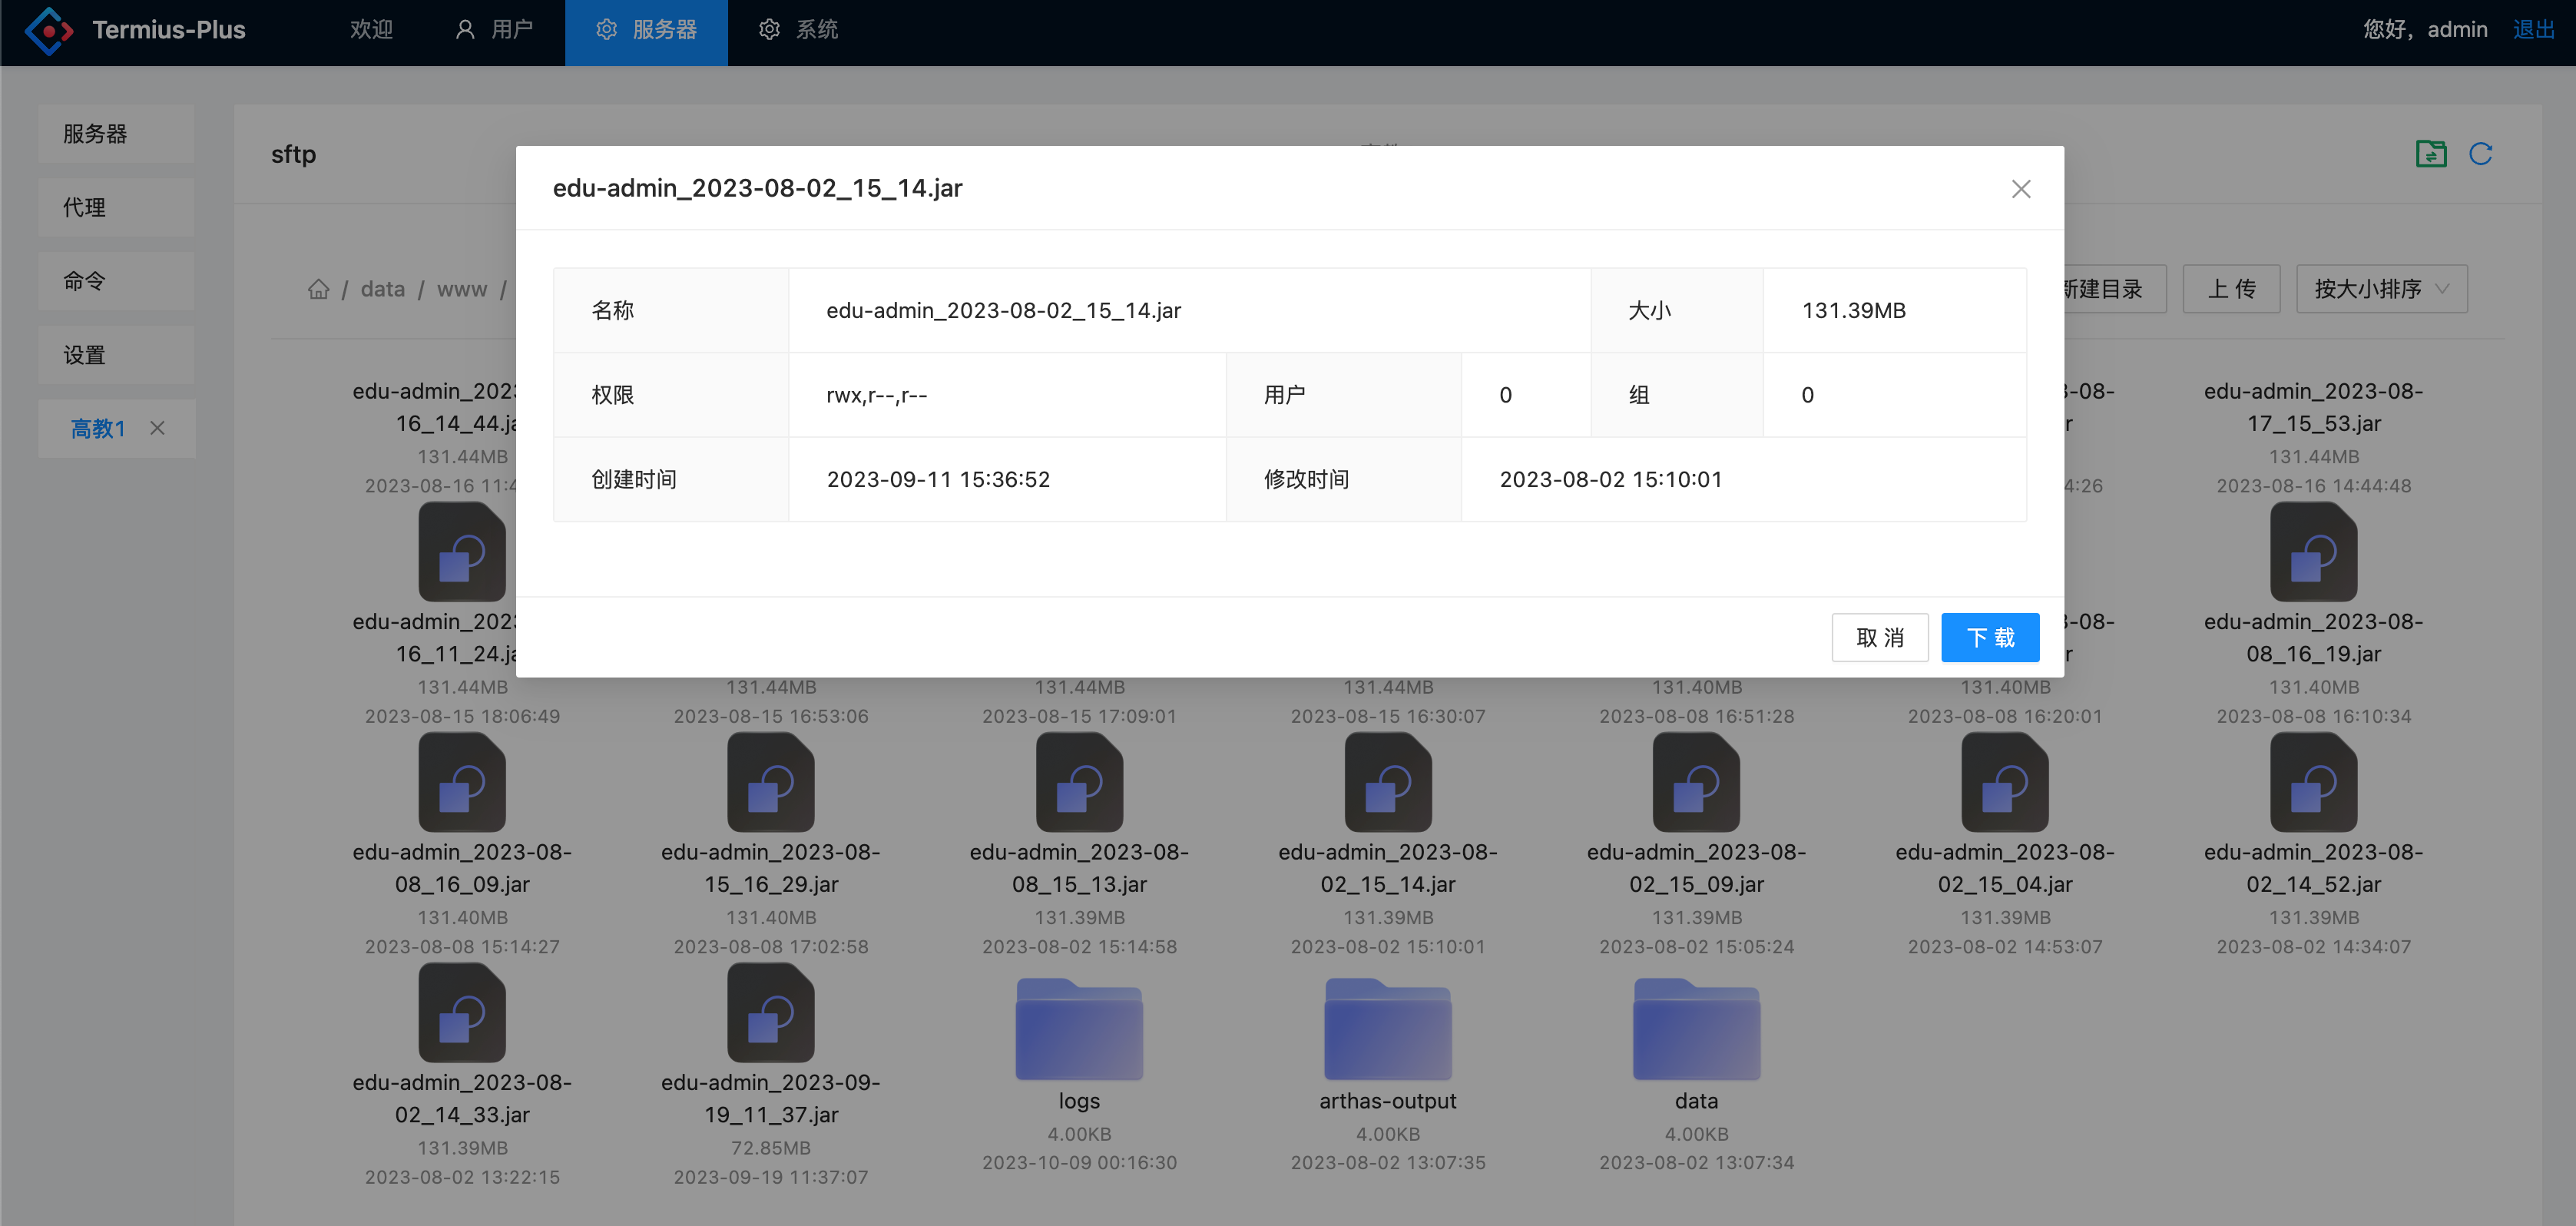 Termius-Plus 欢迎 用户 服务器 系统 您好，admin 退出
服务器
代理
命令
设置
高教1
sftp
/ data / www /
新建目录 上 传 按大小排序
edu-admin_2023-08-02_15_14.jar
名称 edu-admin_2023-08-02_15_14.jar 大小 131.39MB
权限 rwx,r--,r-- 用户 0 组 0
创建时间 2023-09-11 15:36:52 修改时间 2023-08-02 15:10:01
取 消 下 载
edu-admin_2023 8-08- edu-admin_2023-08-
16_14_44.ja r 17_15_53.jar
131.44MB 131.44MB
2023-08-16 11:4 4:26 2023-08-16 14:44:48
edu-admin_2023 8-08- edu-admin_2023-08-
16_11_24.ja r 08_16_19.jar
131.44MB 131.44MB 131.44MB 131.44MB 131.40MB 131.40MB 131.40MB
2023-08-15 18:06:49 2023-08-15 16:53:06 2023-08-15 17:09:01 2023-08-15 16:30:07 2023-08-08 16:51:28 2023-08-08 16:20:01 2023-08-08 16:10:34
edu-admin_2023-08- edu-admin_2023-08- edu-admin_2023-08- edu-admin_2023-08- edu-admin_2023-08- edu-admin_2023-08- edu-admin_2023-08-
08_16_09.jar 15_16_29.jar 08_15_13.jar 02_15_14.jar 02_15_09.jar 02_15_04.jar 02_14_52.jar
131.40MB 131.40MB 131.39MB 131.39MB 131.39MB 131.39MB 131.39MB
2023-08-08 15:14:27 2023-08-08 17:02:58 2023-08-02 15:14:58 2023-08-02 15:10:01 2023-08-02 15:05:24 2023-08-02 14:53:07 2023-08-02 14:34:07
edu-admin_2023-08- edu-admin_2023-09-
02_14_33.jar 19_11_37.jar logs arthas-output data
131.39MB 72.85MB 4.00KB 4.00KB 4.00KB
2023-08-02 13:22:15 2023-09-19 11:37:07 2023-10-09 00:16:30 2023-08-02 13:07:35 2023-08-02 13:07:34